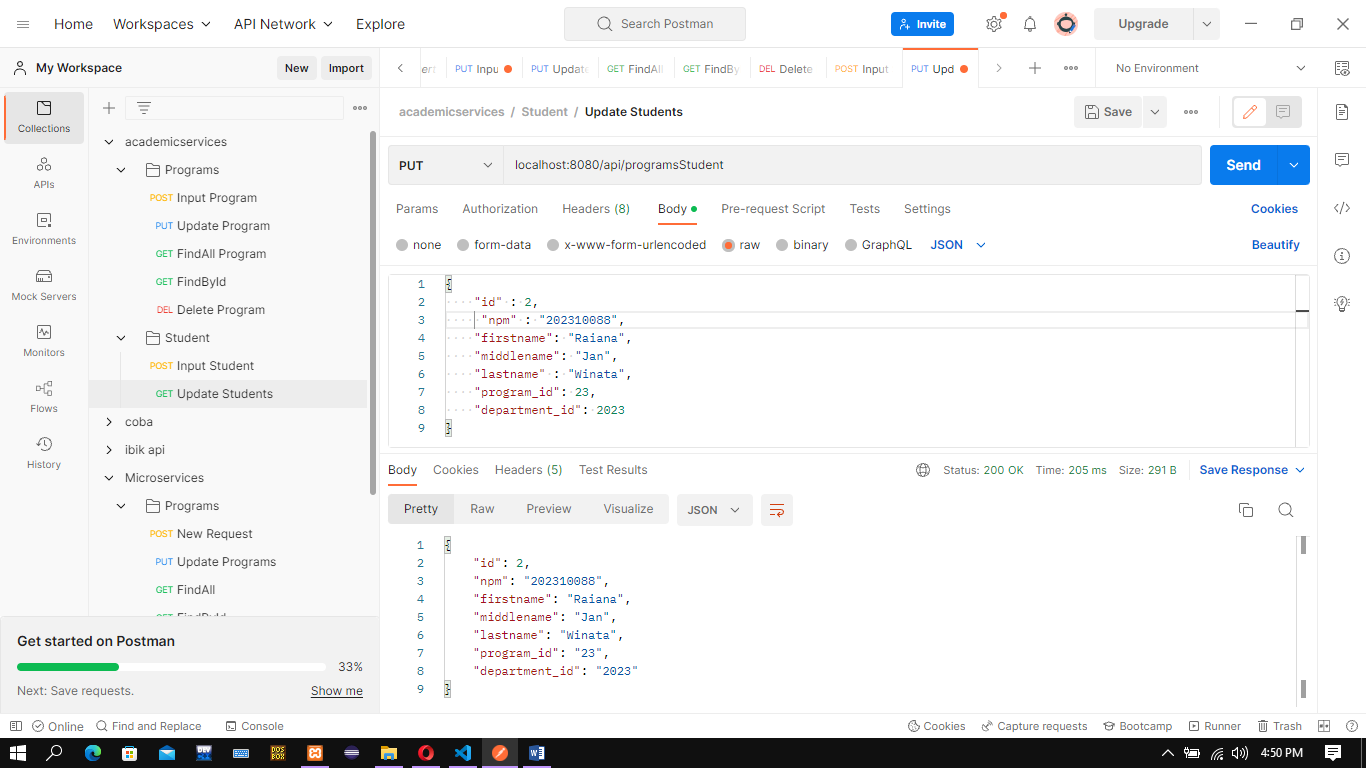 Home Workspaces API Network Explore Search Postman Invite Upgrade
My Workspace New Import
ert PUT Inpu PUT Update GET FindAll GET FindBy DEL Delete POST Input PUT Upd No Environment
Collections
APIs
Environments
Mock Servers
Monitors
Flows
History
academicservices
Programs
POST Input Program
PUT Update Program
GET FindAll Program
GET FindById
DEL Delete Program
Student
POST Input Student
GET Update Students
coba
ibik api
Microservices
Programs
POST New Request
PUT Update Programs
GET FindAll
GET FindById
Get started on Postman
33%
Next: Save requests. Show me
academicservices / Student / Update Students Save
PUT localhost:8080/api/programsStudent Send
Params Authorization Headers (8) Body Pre-request Script Tests Settings Cookies
none form-data x-www-form-urlencoded raw binary GraphQL JSON Beautify
1 {
2 "id" : 2,
3 "npm" : "202310088",
4 "firstname": "Raiana",
5 "middlename": "Jan",
6 "lastname" : "Winata",
7 "program_id": 23,
8 "department_id": 2023
9 }
Body Cookies Headers (5) Test Results Status: 200 OK Time: 205 ms Size: 291 B Save Response
Pretty Raw Preview Visualize JSON
1 {
2 "id": 2,
3 "npm": "202310088",
4 "firstname": "Raiana",
5 "middlename": "Jan",
6 "lastname": "Winata",
7 "program_id": "23",
8 "department_id": "2023"
9 }
Online Find and Replace Console Cookies Capture requests Bootcamp Runner Trash
DOS BOX
4:50 PM